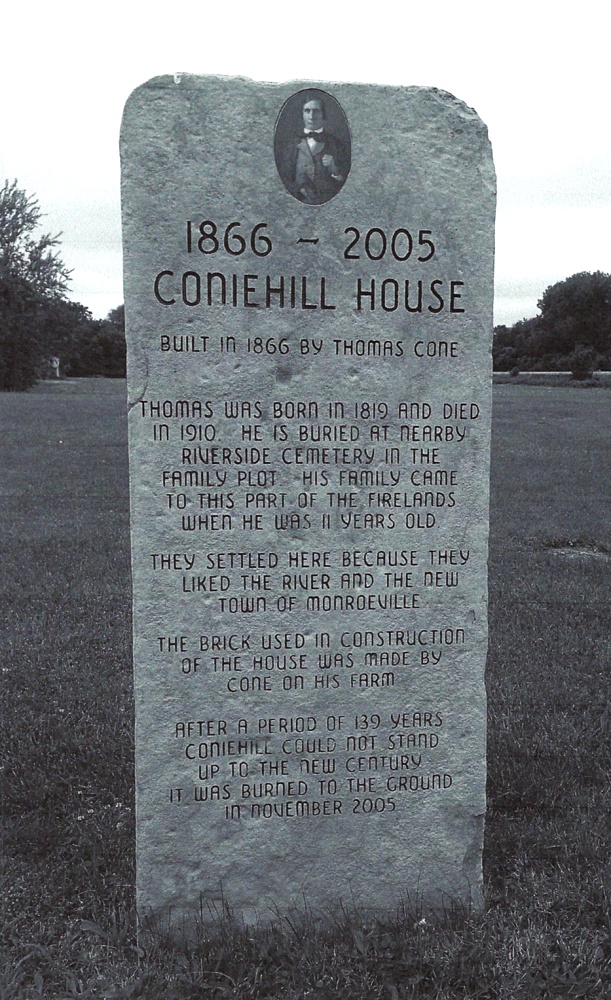 1866 - 2005
CONIEHILL HOUSE
BUILT IN 1866 BY THOMAS CONE
THOMAS WAS BORN IN 1819 AND DIED
IN 1910. HE IS BURIED AT NEARBY
RIVERSIDE CEMETERY IN THE
FAMILY PLOT. HIS FAMILY CAME
TO THIS PART OF THE FIRELANDS
WHEN HE WAS 11 YEARS OLD
THEY SETTLED HERE BECAUSE THEY
LIKED THE RIVER AND THE NEW
TOWN OF MONROEVILLE
THE BRICK USED IN CONSTRUCTION
OF THE HOUSE WAS MADE BY
CONE ON HIS FARM
AFTER A PERIOD OF 139 YEARS
CONIEHILL COULD NOT STAND
UP TO THE NEW CENTURY
IT WAS BURNED TO THE GROUND
IN NOVEMBER 2005